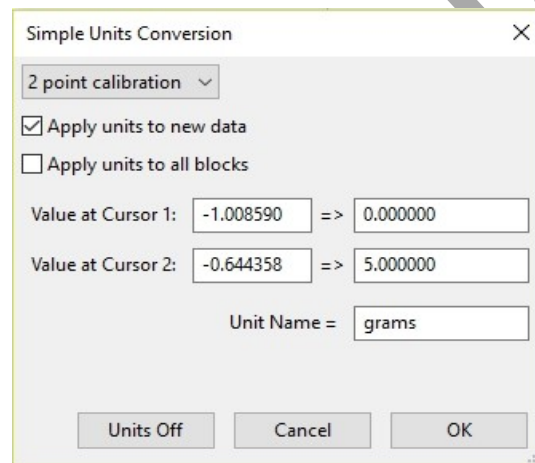 Simple Units Conversion
2 point calibration
Apply units to new data
Apply units to all blocks
Value at Cursor 1: -1.008590 => 0.000000
Value at Cursor 2: -0.644358 => 5.000000
Unit Name = grams
Units Off Cancel OK